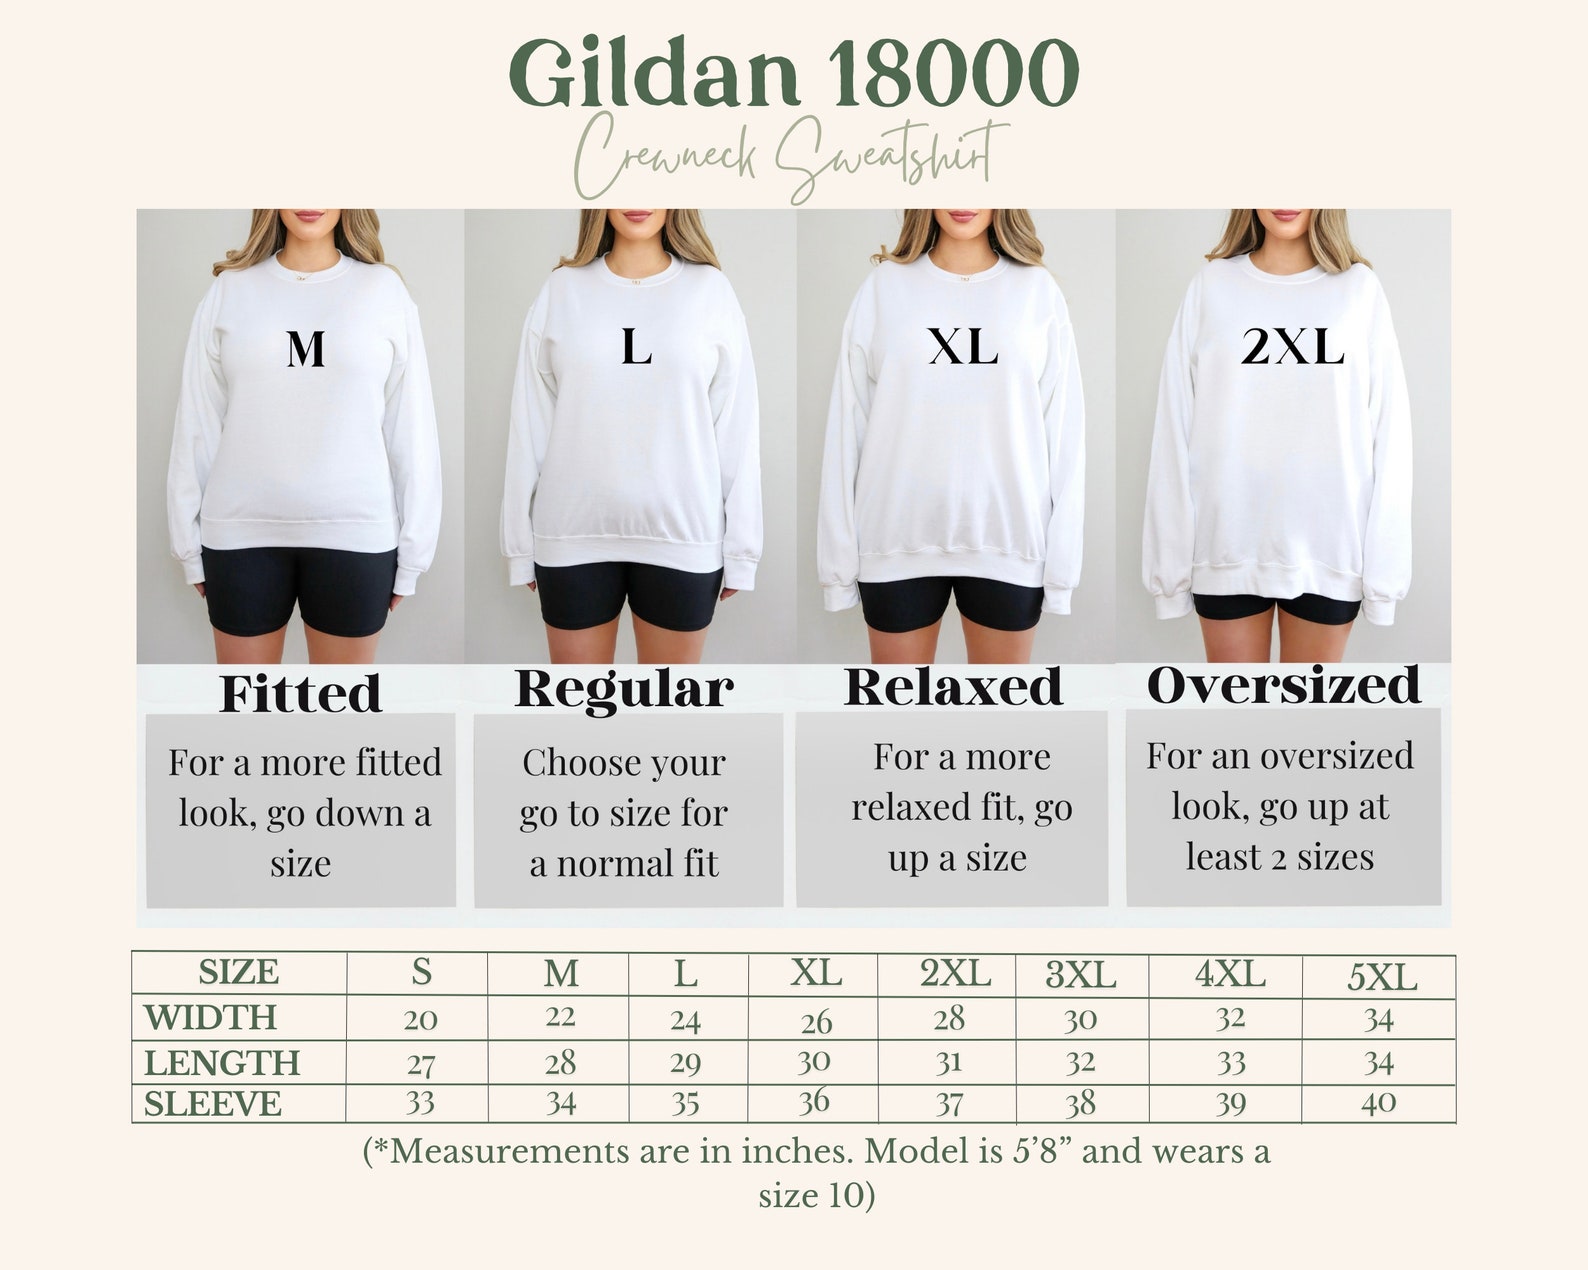 Gildan 18000
Crewneck Sweatshirt
M
L
XL
2XL
Fitted
For a more fitted
look, go down a
size
Regular
Choose your
go to size for
a normal fit
Relaxed
For a more
relaxed fit, go
up a size
Oversized
For an oversized
look, go up at
least 2 sizes
SIZE S M L XL 2XL 3XL 4XL 5XL
WIDTH 20 22 24 26 28 30 32 34
LENGTH 27 28 29 30 31 32 33 34
SLEEVE 33 34 35 36 37 38 39 40
(*Measurements are in inches. Model is 5’8” and wears a
size 10)